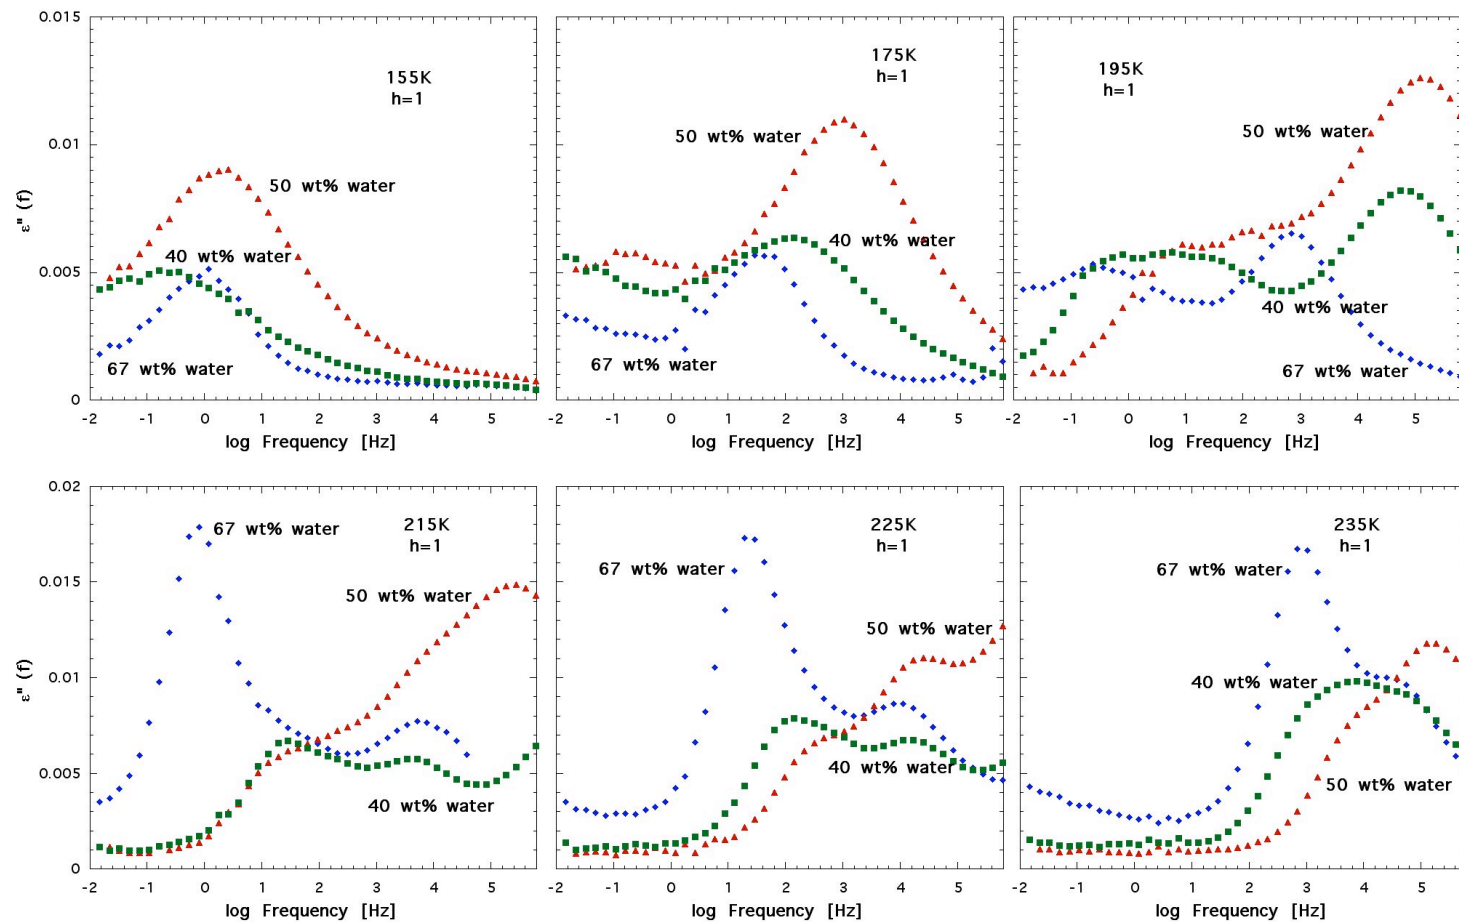 0.015
0.01
0.005
0
ε" (f)
155K
h=1
50 wt% water
40 wt% water
67 wt% water
-2 -1 0 1 2 3 4 5
log Frequency [Hz]
175K
h=1
50 wt% water
40 wt% water
67 wt% water
-2 -1 0 1 2 3 4 5
log Frequency [Hz]
195K
h=1
50 wt% water
40 wt% water
67 wt% water
-2 -1 0 1 2 3 4 5
log Frequency [Hz]
0.02
0.015
0.01
0.005
0
ε" (f)
67 wt% water
215K
h=1
50 wt% water
40 wt% water
-2 -1 0 1 2 3 4 5
log Frequency [Hz]
225K
h=1
67 wt% water
50 wt% water
40 wt% water
-2 -1 0 1 2 3 4 5
log Frequency [Hz]
235K
h=1
67 wt% water
40 wt% water
50 wt% water
-2 -1 0 1 2 3 4 5
log Frequency [Hz]